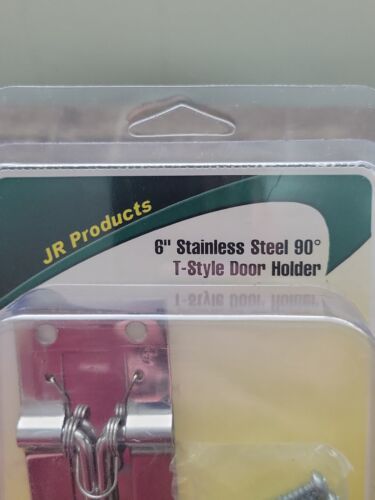 JR Products
6" Stainless Steel 90°
T-Style Door Holder